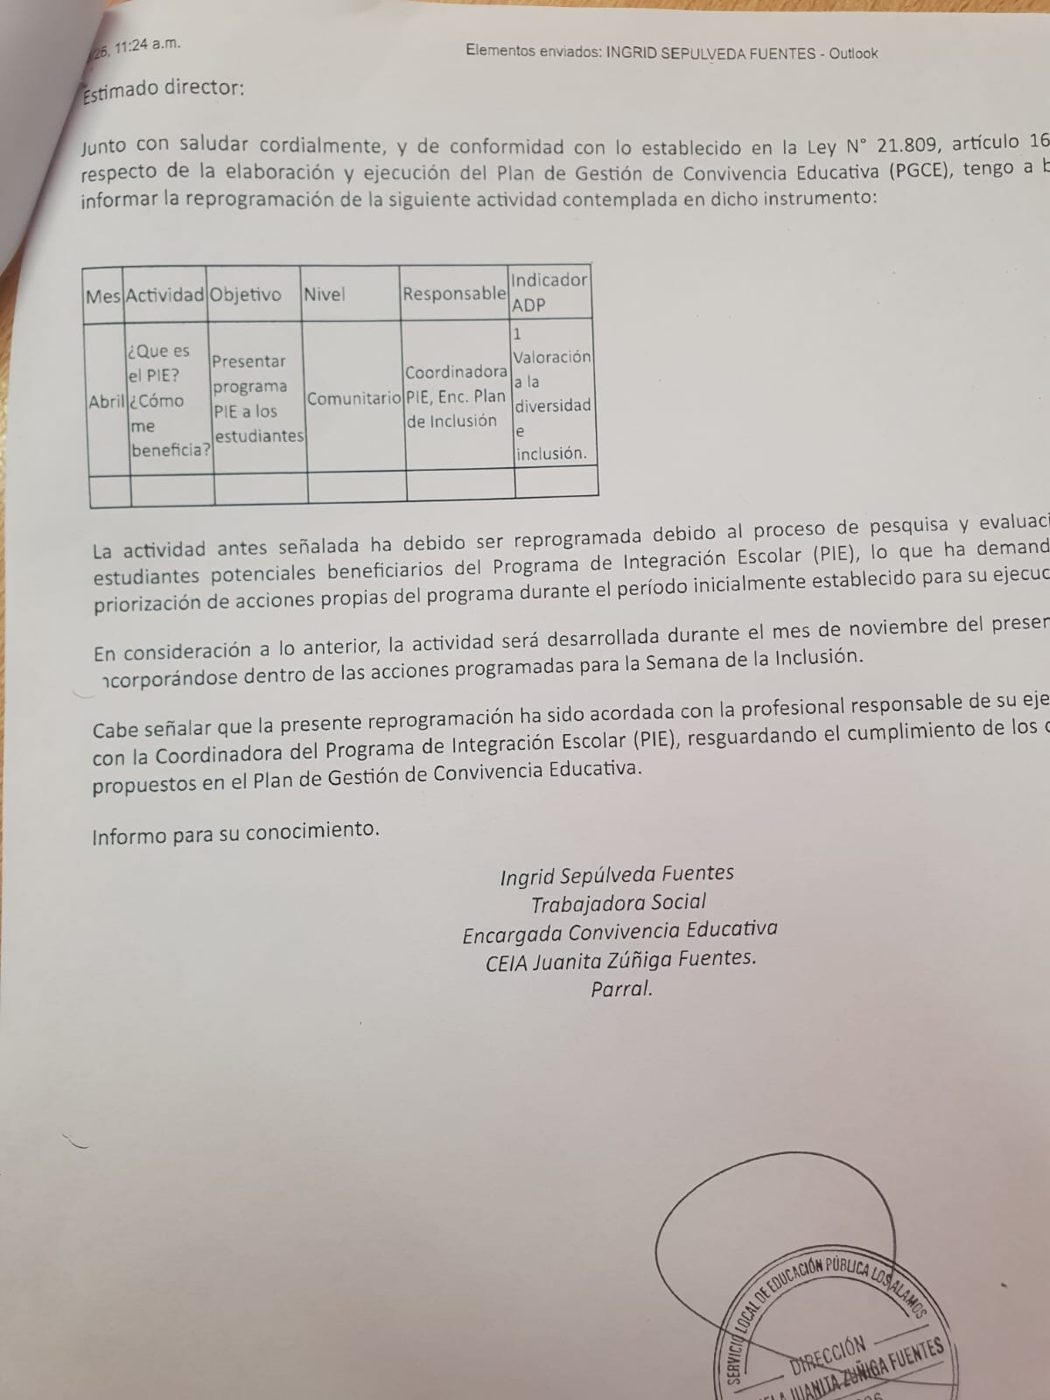 26, 11:24 a.m.
Elementos enviados: INGRID SEPULVEDA FUENTES - Outlook
Estimado director:
Junto con saludar cordialmente, y de conformidad con lo establecido en la Ley N° 21.809, artículo 16
respecto de la elaboración y ejecución del Plan de Gestión de Convivencia Educativa (PGCE), tengo a
informar la reprogramación de la siguiente actividad contemplada en dicho instrumento:
Mes Actividad Objetivo Nivel Responsable Indicador ADP
Abril ¿Que es el PIE? ¿Cómo me beneficia? Presentar programa PIE a los estudiantes Comunitario Coordinadora PIE, Enc. Plan de Inclusión 1 Valoración a la diversidad e inclusión.
La actividad antes señalada ha debido ser reprogramada debido al proceso de pesquisa y evaluaci
estudiantes potenciales beneficiarios del Programa de Integración Escolar (PIE), lo que ha demand
priorización de acciones propias del programa durante el período inicialmente establecido para su ejecuc
En consideración a lo anterior, la actividad será desarrollada durante el mes de noviembre del presen
ncorporándose dentro de las acciones programadas para la Semana de la Inclusión.
Cabe señalar que la presente reprogramación ha sido acordada con la profesional responsable de su eje
con la Coordinadora del Programa de Integración Escolar (PIE), resguardando el cumplimiento de los
propuestos en el Plan de Gestión de Convivencia Educativa.
Informo para su conocimiento.
Ingrid Sepúlveda Fuentes
Trabajadora Social
Encargada Convivencia Educativa
CEIA Juanita Zúñiga Fuentes.
Parral.
SERVICIO LOCAL DE EDUCACIÓN PÚBLICA LOS ALAMOS
DIRECCIÓN
JUANITA ZUÑIGA FUENTES